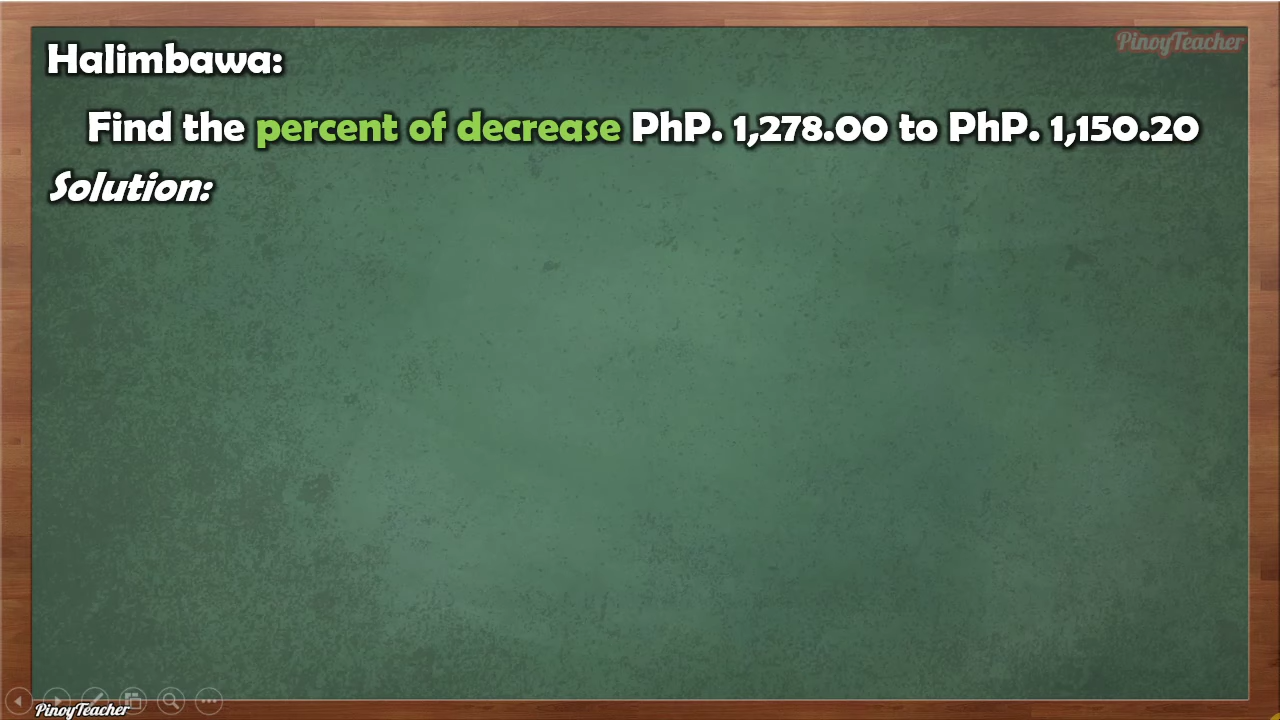 PinoyTeacher
Halimbawa:
Find the percent of decrease PhP. 1,278.00 to PhP. 1,150.20
Solution:
PinoyTeacher